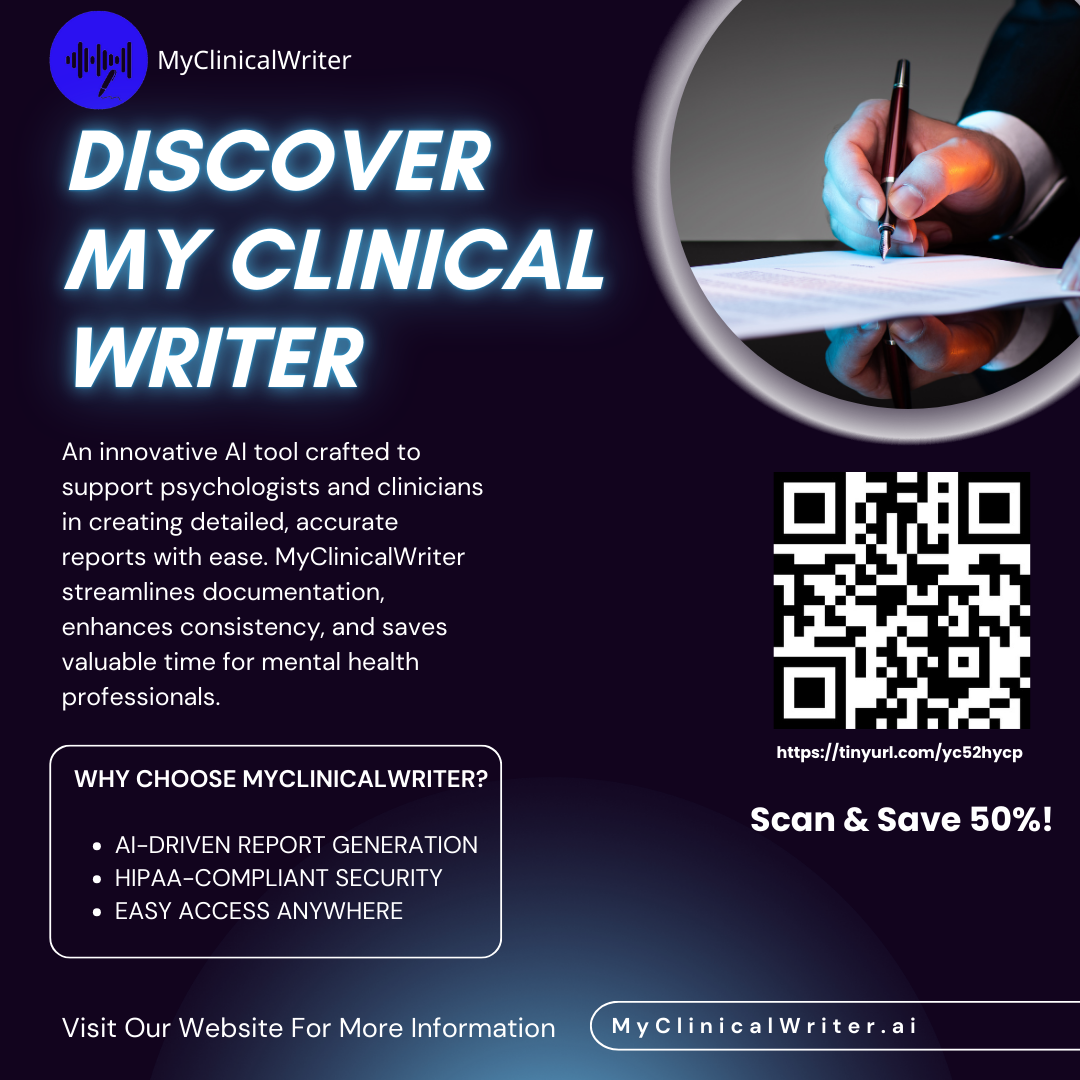 MyClinicalWriter
DISCOVER
MY CLINICAL
WRITER
An innovative AI tool crafted to
support psychologists and clinicians
in creating detailed, accurate
reports with ease. MyClinicalWriter
streamlines documentation,
enhances consistency, and saves
valuable time for mental health
professionals.
https://tinyurl.com/yc52hycp
Scan & Save 50%!
WHY CHOOSE MYCLINICALWRITER?
• AI-DRIVEN REPORT GENERATION
• HIPAA-COMPLIANT SECURITY
• EASY ACCESS ANYWHERE
Visit Our Website For More Information
MyClinicalWriter.ai